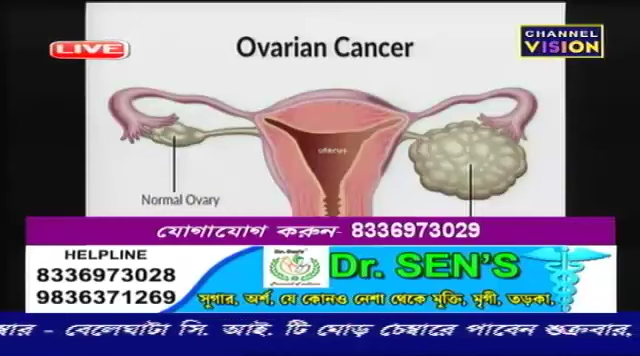 LIVE
CHANNEL
VISION
Ovarian Cancer
uterus
Normal Ovary
যোগাযোগ করুন- 8336973029
HELPLINE
8336973028
9836371269
Dr. SEN'S
সুগার, অর্শ, যে কোনও নেশা থেকে মুক্তি, মৃগী, তড়কা,
ম্বার - বেলেঘাটা সি. আই. টি মোড় চেম্বারে পাবেন শুক্রবার,